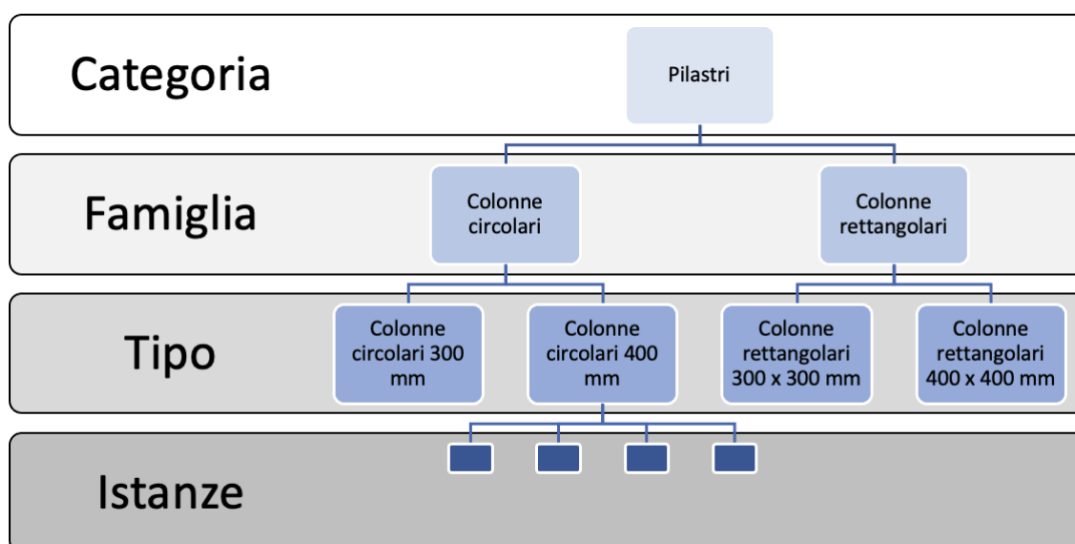 Categoria
Pilastri
Famiglia
Colonne
circolari
Colonne
rettangolari
Tipo
Colonne
circolari 300
mm
Colonne
circolari 400
mm
Colonne
rettangolari
300 x 300 mm
Colonne
rettangolari
400 x 400 mm
Istanze